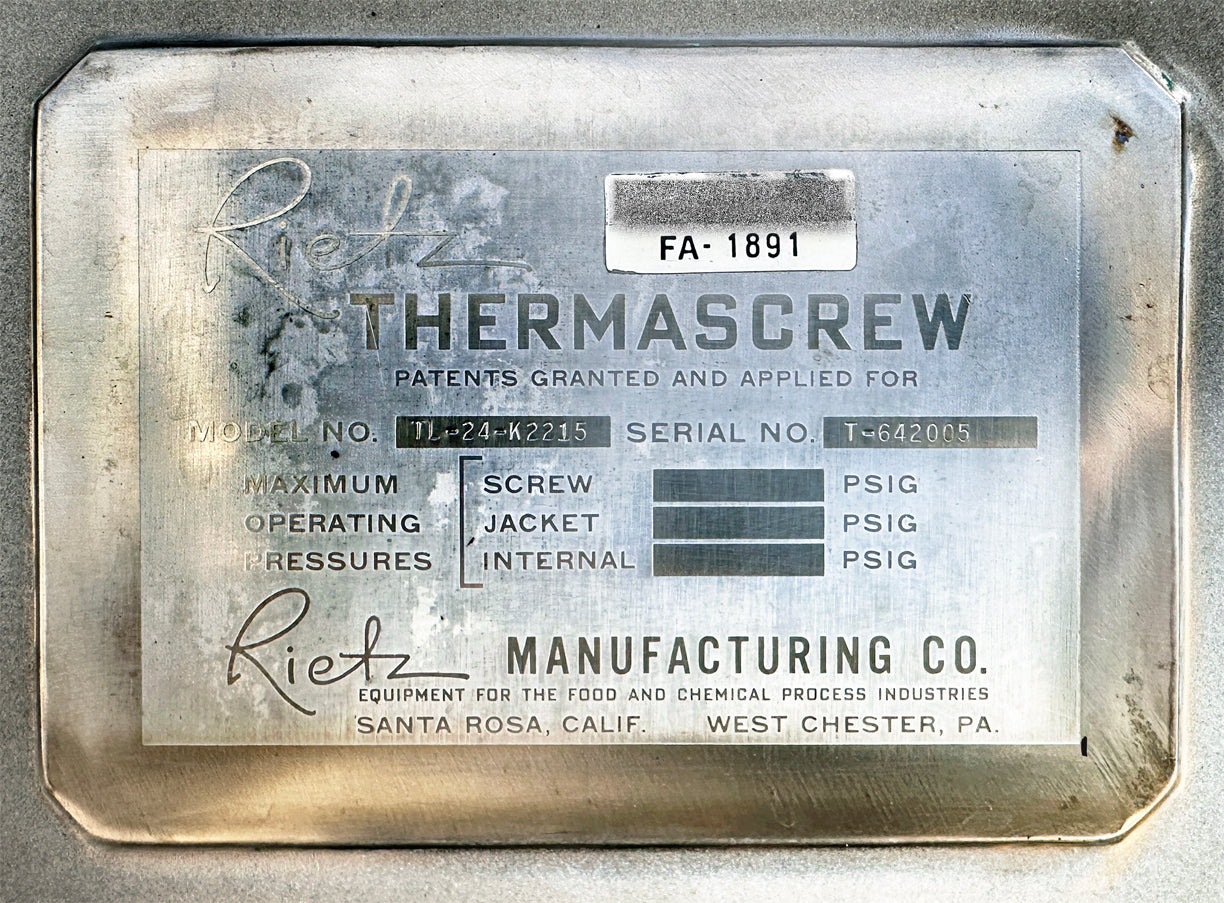 Rietz
FA- 1891
THERMASCREW
PATENTS GRANTED AND APPLIED FOR
MODEL NO. TL-24-K2215 SERIAL NO. T-642005
MAXIMUM SCREW PSIG
OPERATING JACKET PSIG
PRESSURES INTERNAL PSIG
Rietz MANUFACTURING CO.
EQUIPMENT FOR THE FOOD AND CHEMICAL PROCESS INDUSTRIES
SANTA ROSA, CALIF. WEST CHESTER, PA.